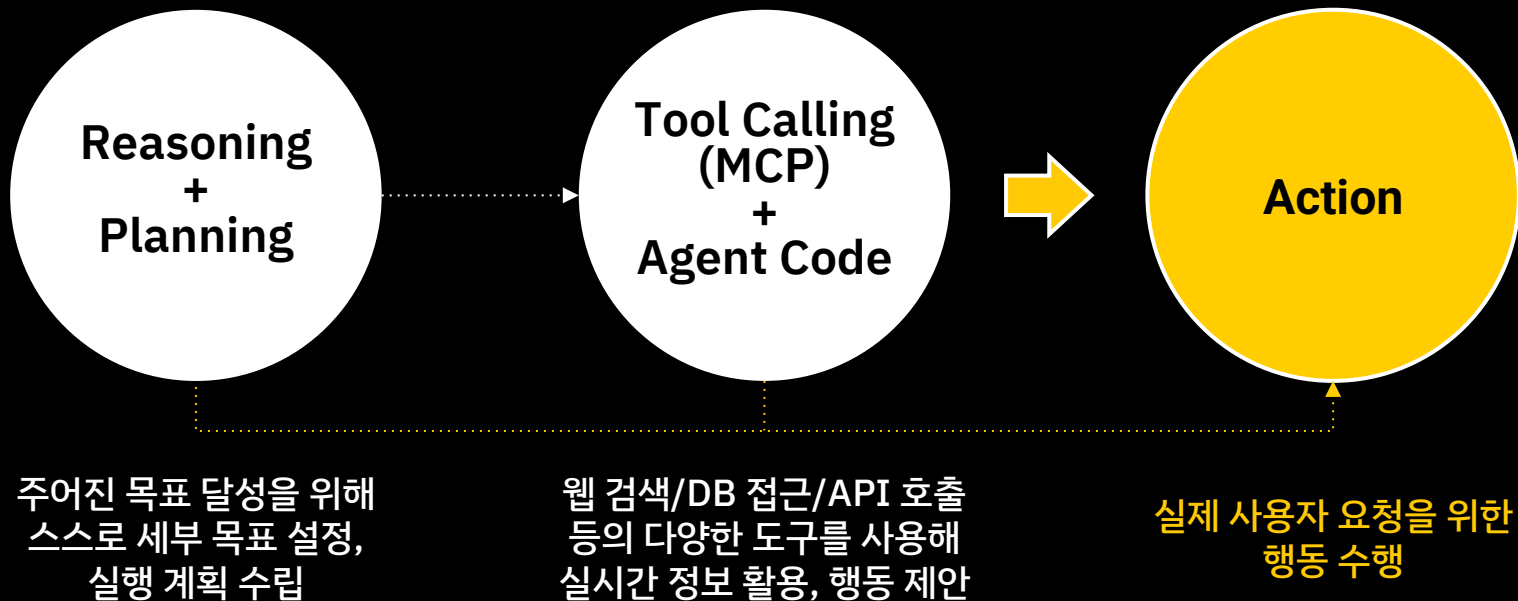 Reasoning
+
Planning
Tool Calling
(MCP)
+
Agent Code
Action
주어진 목표 달성을 위해
스스로 세부 목표 설정,
실행 계획 수립
웹 검색/DB 접근/API 호출
등의 다양한 도구를 사용해
실시간 정보 활용, 행동 제안
실제 사용자 요청을 위한
행동 수행